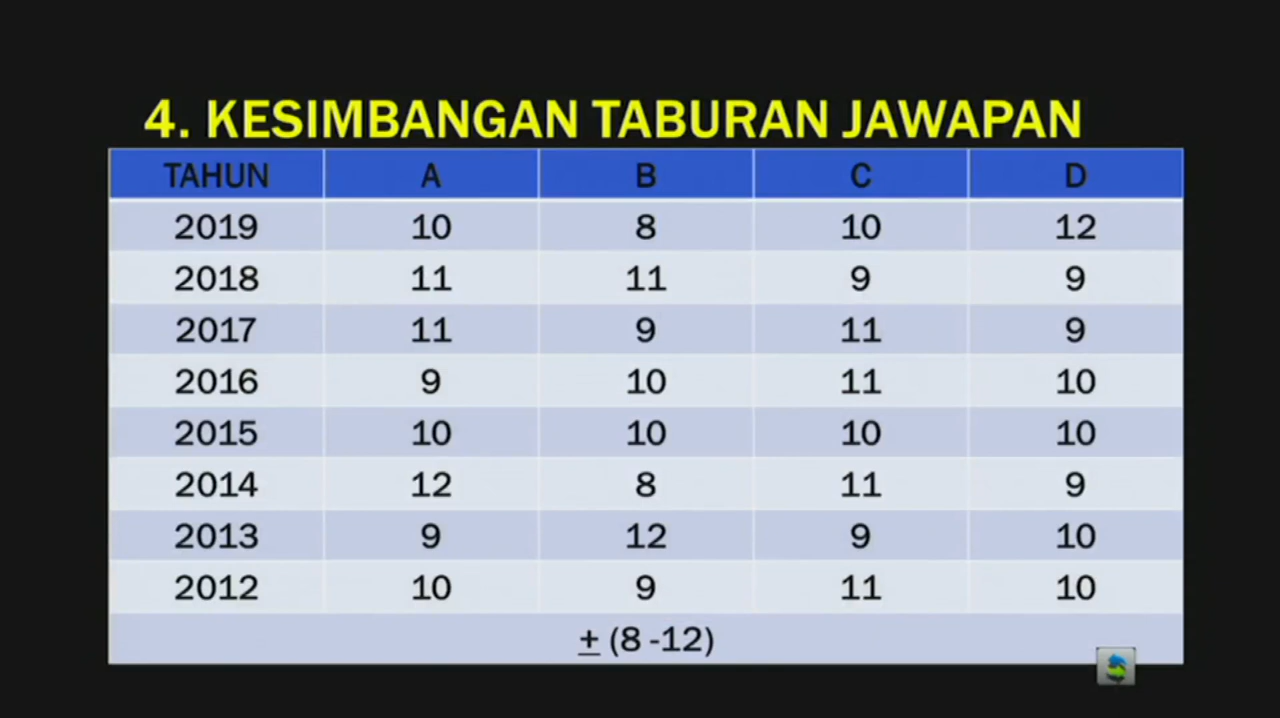 4. KESIMBANGAN TABURAN JAWAPAN
TAHUN A B C D
2019 10 8 10 12
2018 11 11 9 9
2017 11 9 11 9
2016 9 10 11 10
2015 10 10 10 10
2014 12 8 11 9
2013 9 12 9 10
2012 10 9 11 10
± (8 -12)